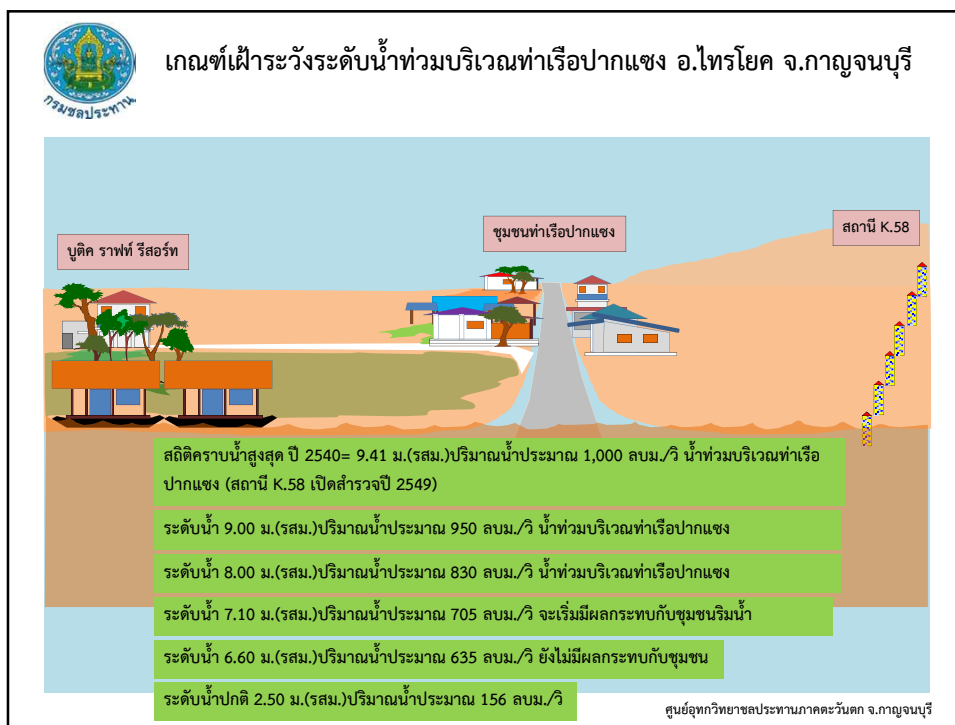 เกณฑ์เฝ้าระวังระดับน้ำท่วมบริเวณท่าเรือปากแซง อ.ไทรโยค จ.กาญจนบุรี
กรมชลประทาน
บูติค ราฟท์ รีสอร์ท
ชุมชนท่าเรือปากแซง
สถานี K.58
สถิติคราบน้ำสูงสุด ปี 2540= 9.41 ม.(รสม.)ปริมาณน้ำประมาณ 1,000 ลบม./วิ น้ำท่วมบริเวณท่าเรือ
ปากแซง (สถานี K.58 เปิดสำรวจปี 2549)
ระดับน้ำ 9.00 ม.(รสม.)ปริมาณน้ำประมาณ 950 ลบม./วิ น้ำท่วมบริเวณท่าเรือปากแซง
ระดับน้ำ 8.00 ม.(รสม.)ปริมาณน้ำประมาณ 830 ลบม./วิ น้ำท่วมบริเวณท่าเรือปากแซง
ระดับน้ำ 7.10 ม.(รสม.)ปริมาณน้ำประมาณ 705 ลบม./วิ จะเริ่มมีผลกระทบกับชุมชนริมน้ำ
ระดับน้ำ 6.60 ม.(รสม.)ปริมาณน้ำประมาณ 635 ลบม./วิ ยังไม่มีผลกระทบกับชุมชน
ระดับน้ำปกติ 2.50 ม.(รสม.)ปริมาณน้ำประมาณ 156 ลบม./วิ
ศูนย์อุทกวิทยาชลประทานภาคตะวันตก จ.กาญจนบุรี